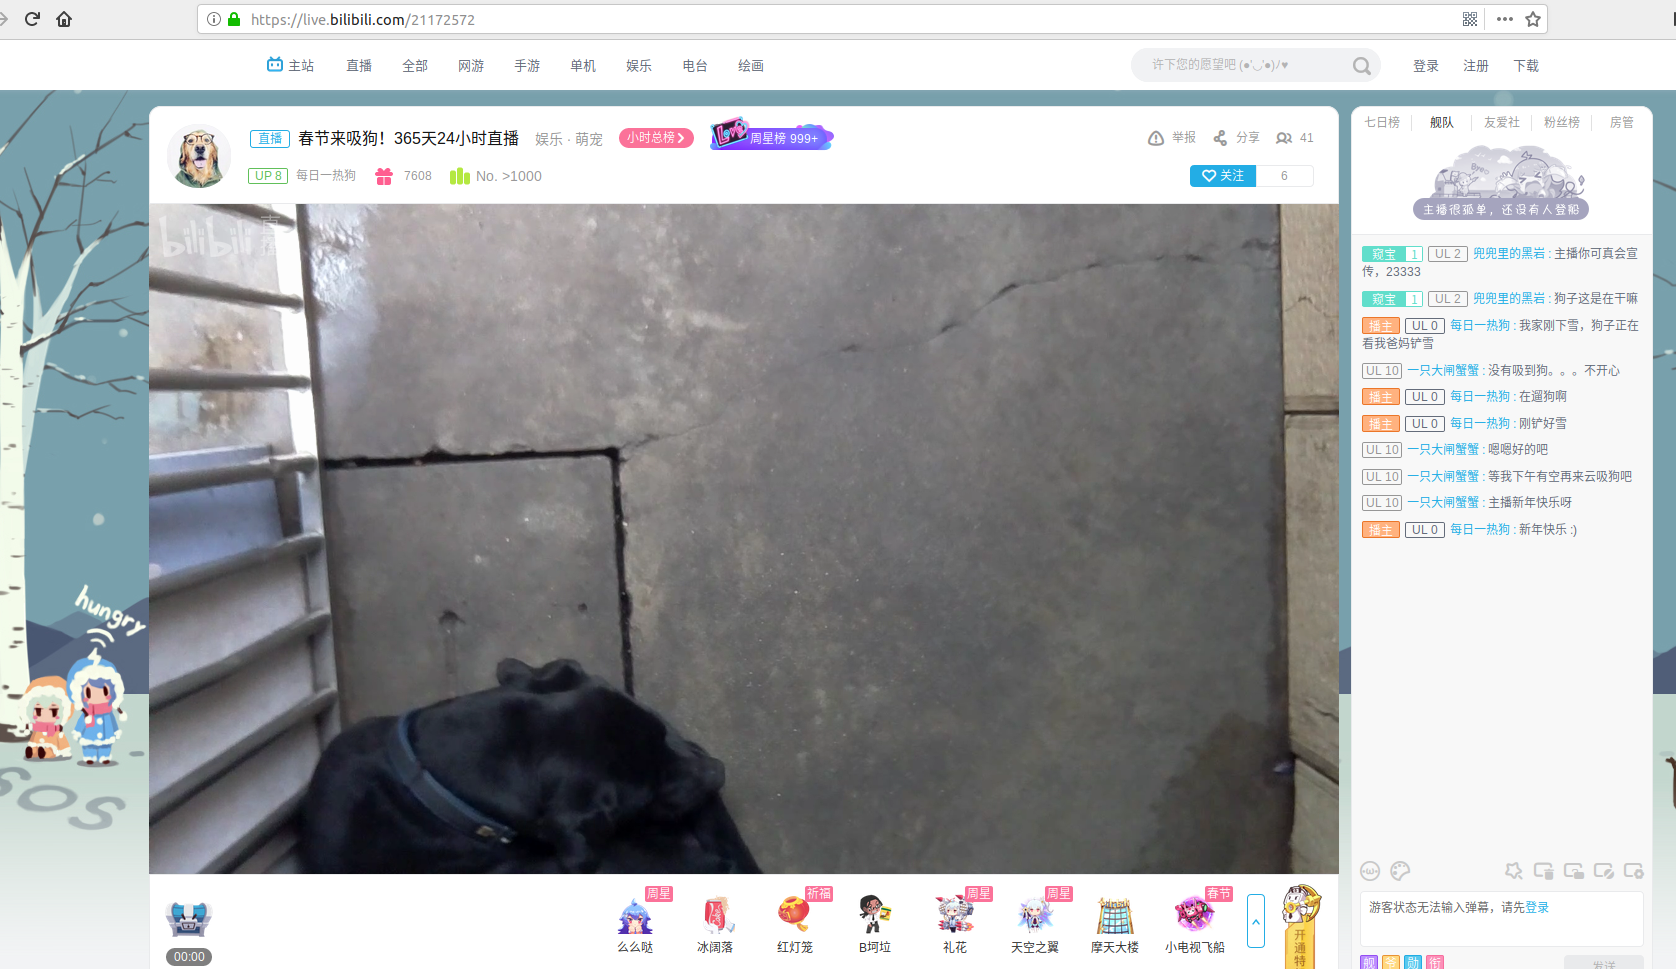 https://live.bilibili.com/21172572
主站 直播 全部 网游 手游 单机 娱乐 电台 绘画 许下您的愿望吧 (●'◡'●)ﾉ♥ 登录 注册 下载
直播 春节来吸狗！365天24小时直播 娱乐 · 萌宠 小时总榜 Love 周星榜 999+ 举报 分享 41
UP 8 每日一热狗 7608 No. >1000 关注 6
七日榜 舰队 友爱社 粉丝榜 房管
主播很孤单，还没有人登船
bilibili 直播
窥宝 1 UL 2 兜兜里的黑岩 : 主播你可真会宣
传，23333
窥宝 1 UL 2 兜兜里的黑岩 : 狗子这是在干嘛
播主 UL 0 每日一热狗 : 我家刚下雪，狗子正在
看我爸妈铲雪
UL 10 一只大闸蟹蟹 : 没有吸到狗。。。不开心
播主 UL 0 每日一热狗 : 在遛狗啊
播主 UL 0 每日一热狗 : 刚铲好雪
UL 10 一只大闸蟹蟹 : 嗯嗯好的吧
UL 10 一只大闸蟹蟹 : 等我下午有空再来云吸狗吧
UL 10 一只大闸蟹蟹 : 主播新年快乐呀
播主 UL 0 每日一热狗 : 新年快乐 :)
hungry
SOS
00:00
周星 祈福 周星 周星 春节
么么哒 冰阔落 红灯笼 B坷垃 礼花 天空之翼 摩天大楼 小电视飞船
开通特
游客状态无法输入弹幕，请先登录
舰 爷 勋 衔 发送